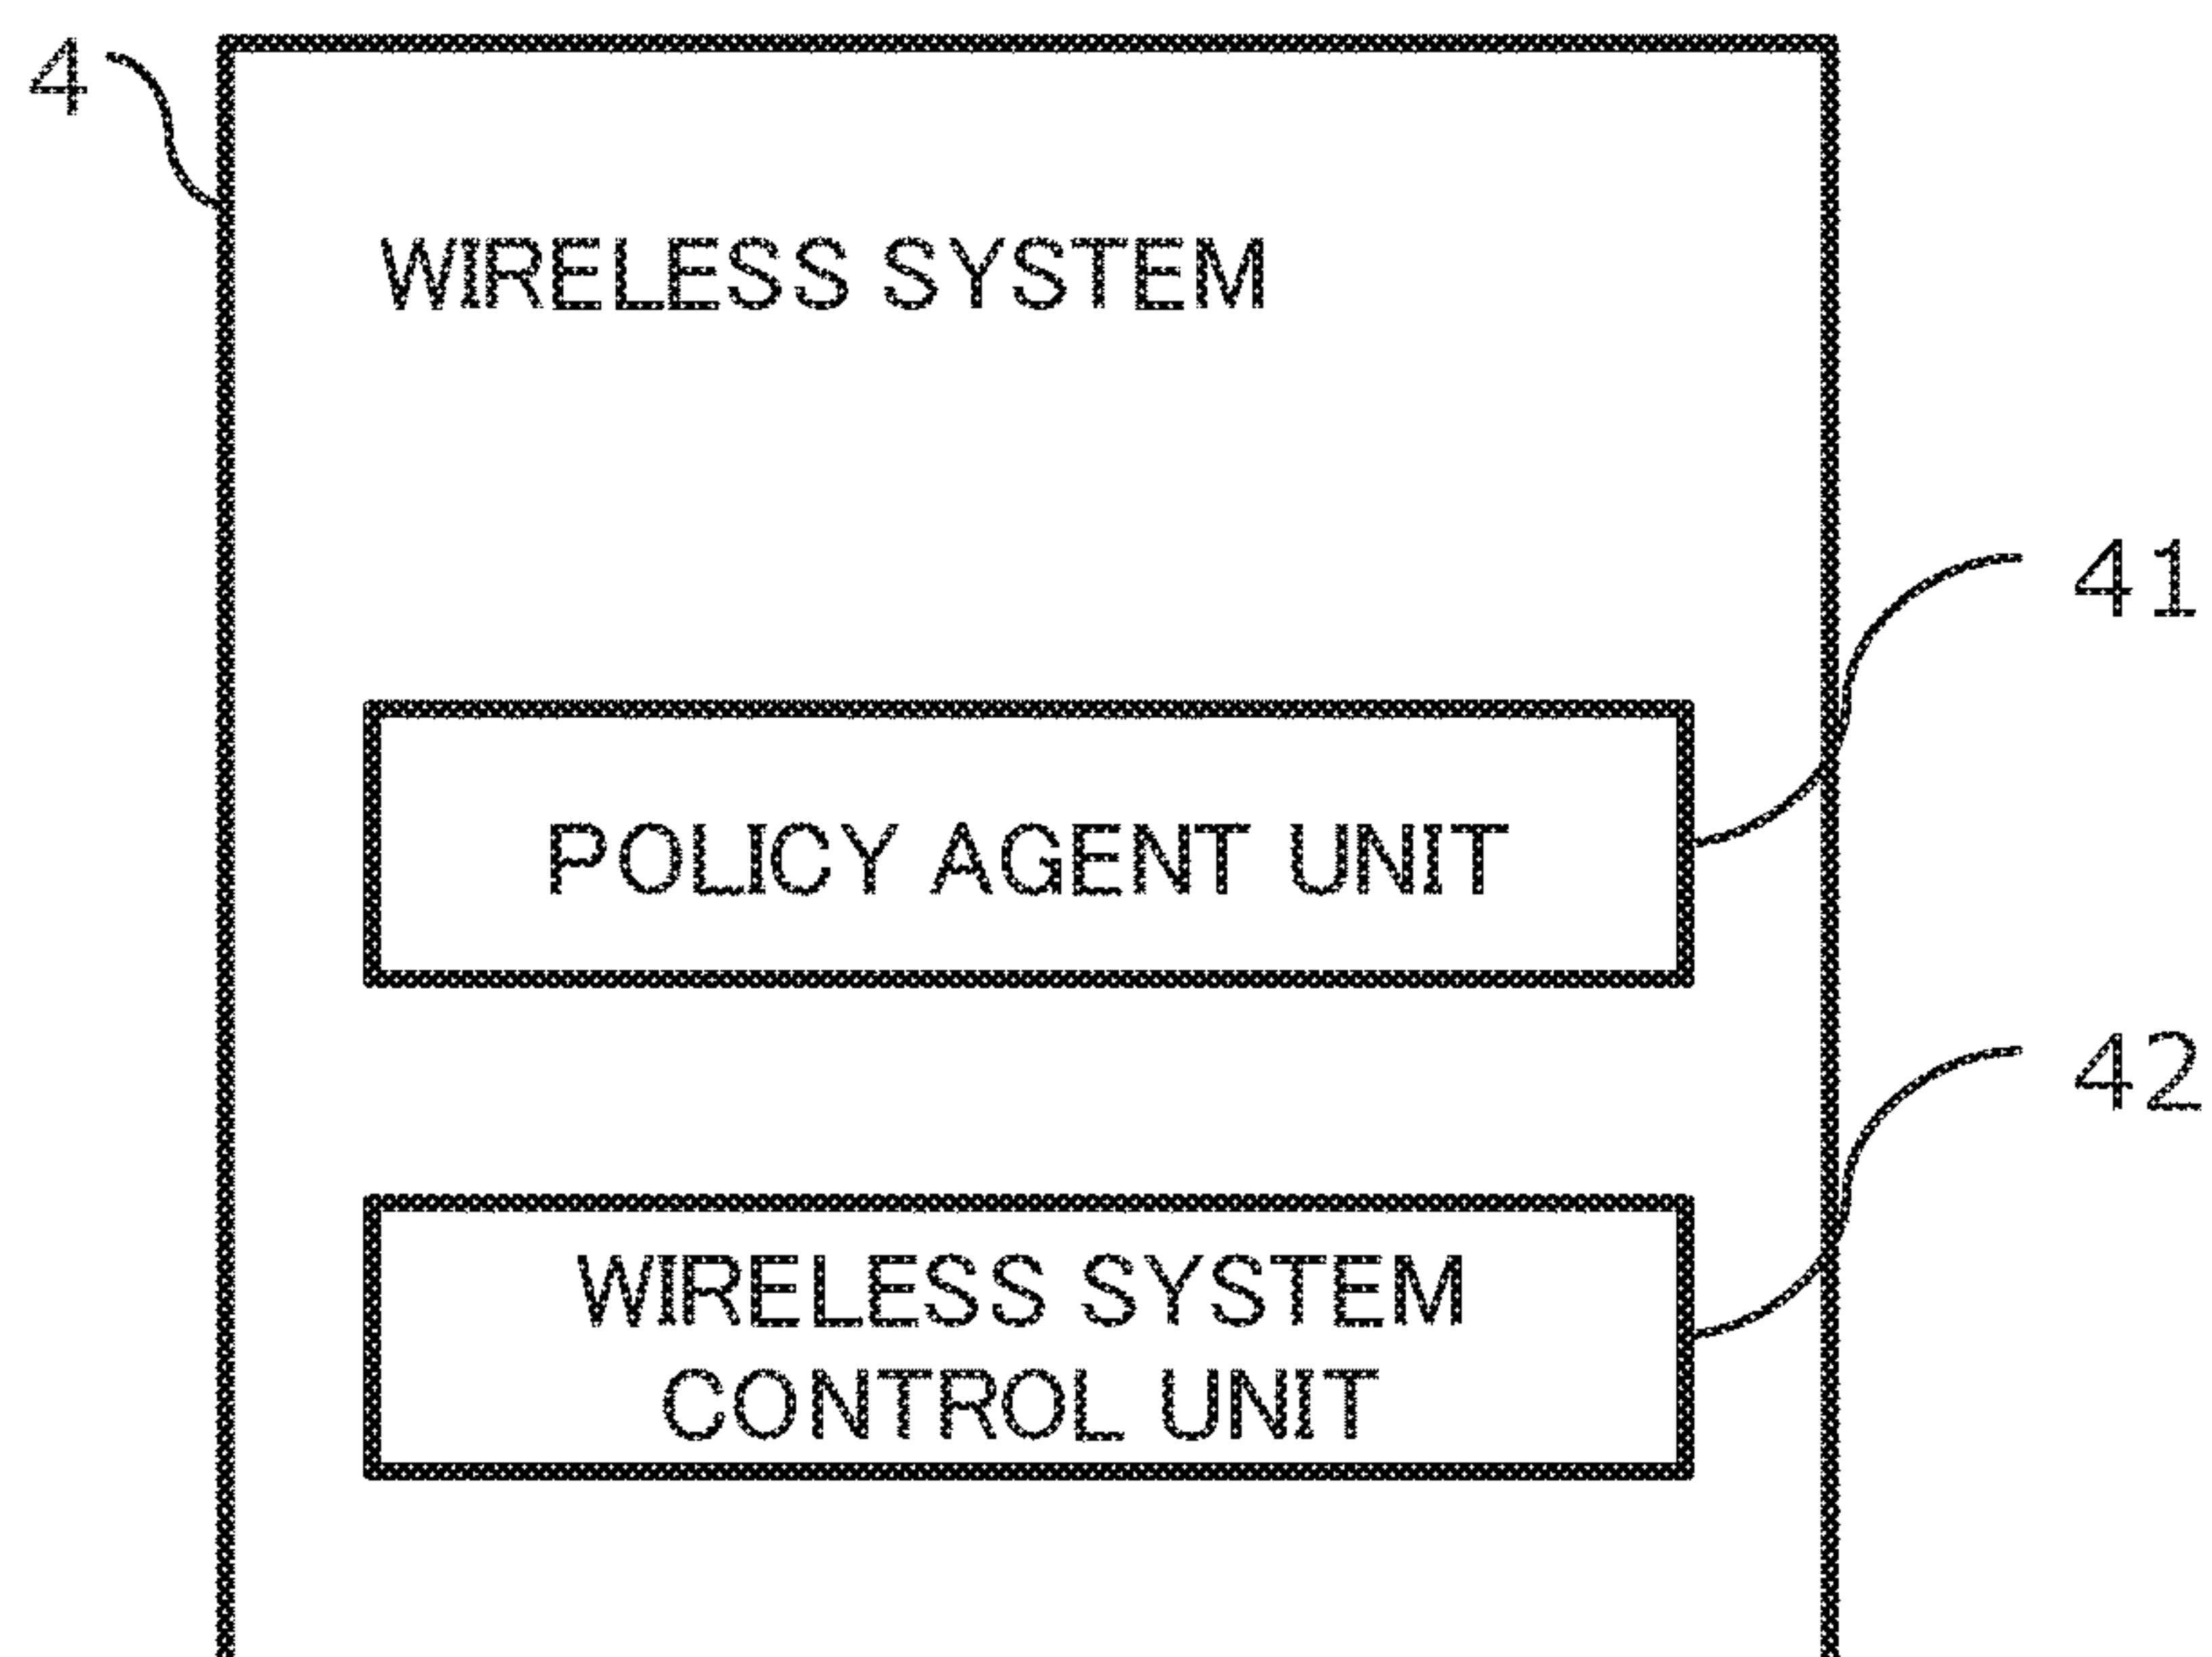 4
WIRELESS SYSTEM
41
POLICY AGENT UNIT
42
WIRELESS SYSTEM
CONTROL UNIT